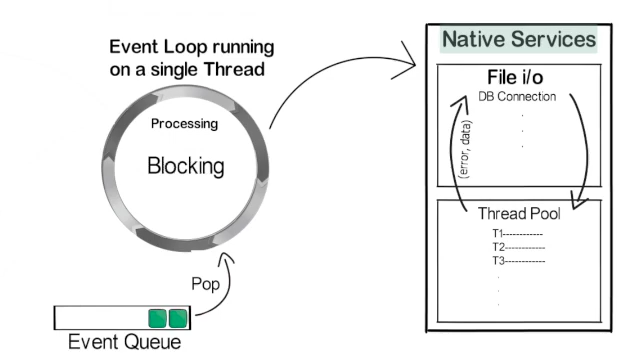 Event Loop running
on a single Thread
Processing
Blocking
Pop
Event Queue
Native Services
File i/o
DB Connection
(error, data)
Thread Pool
T1------------
T2------------
T3------------